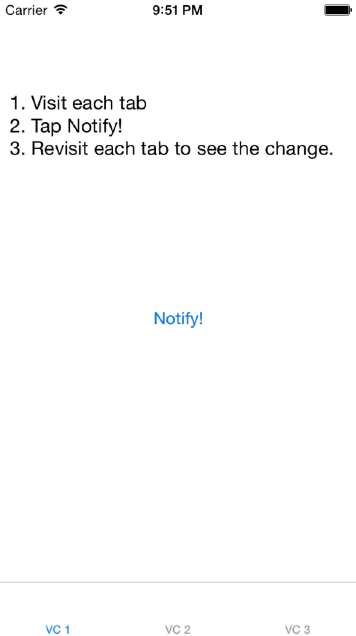 Carrier 9:51 PM
1. Visit each tab
2. Tap Notify!
3. Revisit each tab to see the change.
Notify!
VC 1 VC 2 VC 3